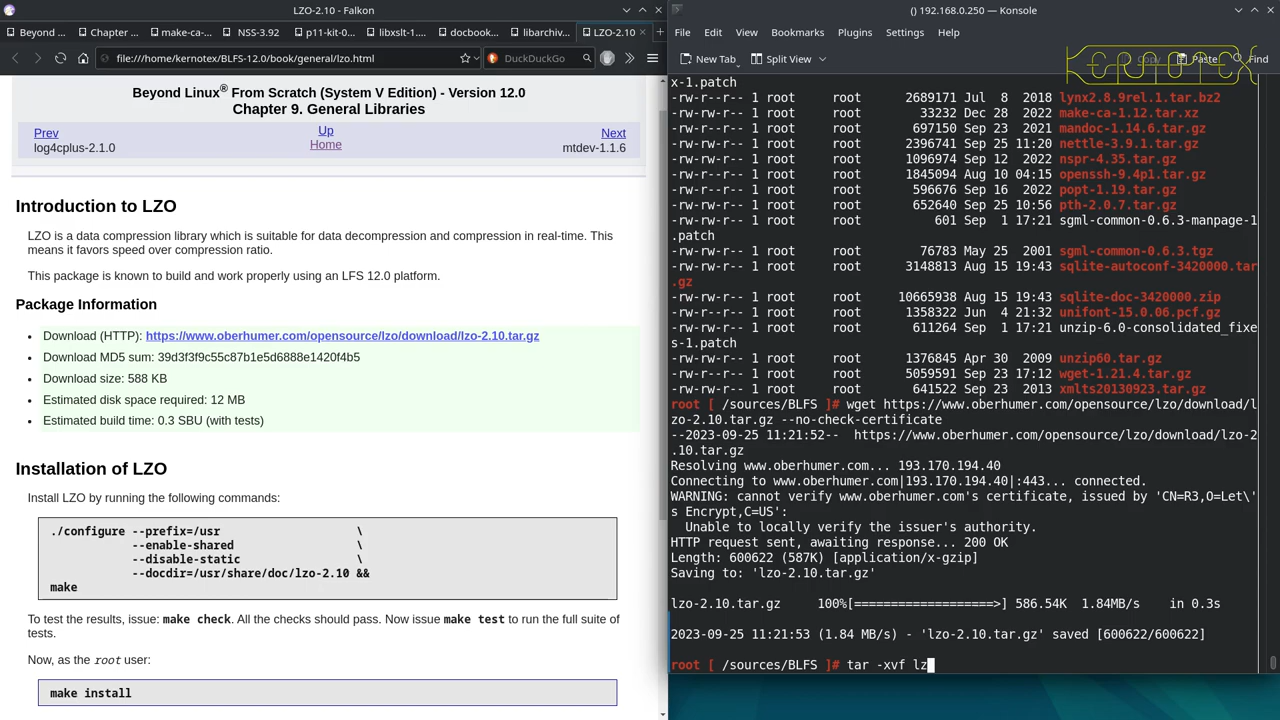 LZO-2.10 - Falkon
Beyond ...
Chapter ...
make-ca-...
NSS-3.92
p11-kit-0...
libxslt-1....
docbook...
libarchiv...
LZO-2.10
file:///home/kernotex/BLFS-12.0/book/general/lzo.html
DuckDuckGo
Beyond Linux® From Scratch (System V Edition) - Version 12.0
Chapter 9. General Libraries
Prev
Up
Next
log4cplus-2.1.0
Home
mtdev-1.1.6
Introduction to LZO
LZO is a data compression library which is suitable for data decompression and compression in real-time. This
means it favors speed over compression ratio.
This package is known to build and work properly using an LFS 12.0 platform.
Package Information
• Download (HTTP): https://www.oberhumer.com/opensource/lzo/download/lzo-2.10.tar.gz
• Download MD5 sum: 39d3f3f9c55c87b1e5d6888e1420f4b5
• Download size: 588 KB
• Estimated disk space required: 12 MB
• Estimated build time: 0.3 SBU (with tests)
Installation of LZO
Install LZO by running the following commands:
./configure --prefix=/usr \
--enable-shared \
--disable-static \
--docdir=/usr/share/doc/lzo-2.10 &&
make
To test the results, issue: make check. All the checks should pass. Now issue make test to run the full suite of
tests.
Now, as the root user:
make install
() 192.168.0.250 — Konsole
File Edit View Bookmarks Plugins Settings Help
New Tab Split View Copy Paste Find
KERNOTEX
x-1.patch
-rw-rw-r-- 1 root root 2689171 Jul 8 2018 lynx2.8.9rel.1.tar.bz2
-rw-r--r-- 1 root root 33232 Dec 28 2022 make-ca-1.12.tar.xz
-rw-rw-r-- 1 root root 697150 Sep 23 2021 mandoc-1.14.6.tar.gz
-rw-r--r-- 1 root root 2396741 Sep 25 11:20 nettle-3.9.1.tar.gz
-rw-rw-r-- 1 root root 1096974 Sep 12 2022 nspr-4.35.tar.gz
-rw-rw-r-- 1 root root 1845094 Aug 10 04:15 openssh-9.4p1.tar.gz
-rw-rw-r-- 1 root root 596676 Sep 16 2022 popt-1.19.tar.gz
-rw-r--r-- 1 root root 652640 Sep 25 10:56 pth-2.0.7.tar.gz
-rw-rw-r-- 1 root root 601 Sep 1 17:21 sgml-common-0.6.3-manpage-1
.patch
-rw-rw-r-- 1 root root 76783 May 25 2001 sgml-common-0.6.3.tgz
-rw-rw-r-- 1 root root 3148813 Aug 15 19:43 sqlite-autoconf-3420000.tar
.gz
-rw-rw-r-- 1 root root 10665938 Aug 15 19:43 sqlite-doc-3420000.zip
-rw-rw-r-- 1 root root 1358322 Jun 4 21:32 unifont-15.0.06.pcf.gz
-rw-rw-r-- 1 root root 611264 Sep 1 17:21 unzip-6.0-consolidated_fixe
s-1.patch
-rw-rw-r-- 1 root root 1376845 Apr 30 2009 unzip60.tar.gz
-rw-rw-r-- 1 root root 5059591 Sep 23 17:12 wget-1.21.4.tar.gz
-rw-rw-r-- 1 root root 641522 Sep 23 2013 xmlts20130923.tar.gz
root [ /sources/BLFS ]# wget https://www.oberhumer.com/opensource/lzo/download/l
zo-2.10.tar.gz --no-check-certificate
--2023-09-25 11:21:52-- https://www.oberhumer.com/opensource/lzo/download/lzo-2
.10.tar.gz
Resolving www.oberhumer.com... 193.170.194.40
Connecting to www.oberhumer.com|193.170.194.40|:443... connected.
WARNING: cannot verify www.oberhumer.com's certificate, issued by 'CN=R3,O=Let\'
s Encrypt,C=US':
Unable to locally verify the issuer's authority.
HTTP request sent, awaiting response... 200 OK
Length: 600622 (587K) [application/x-gzip]
Saving to: 'lzo-2.10.tar.gz'
lzo-2.10.tar.gz 100%[===================>] 586.54K 1.84MB/s in 0.3s
2023-09-25 11:21:53 (1.84 MB/s) - 'lzo-2.10.tar.gz' saved [600622/600622]
root [ /sources/BLFS ]# tar -xvf lz